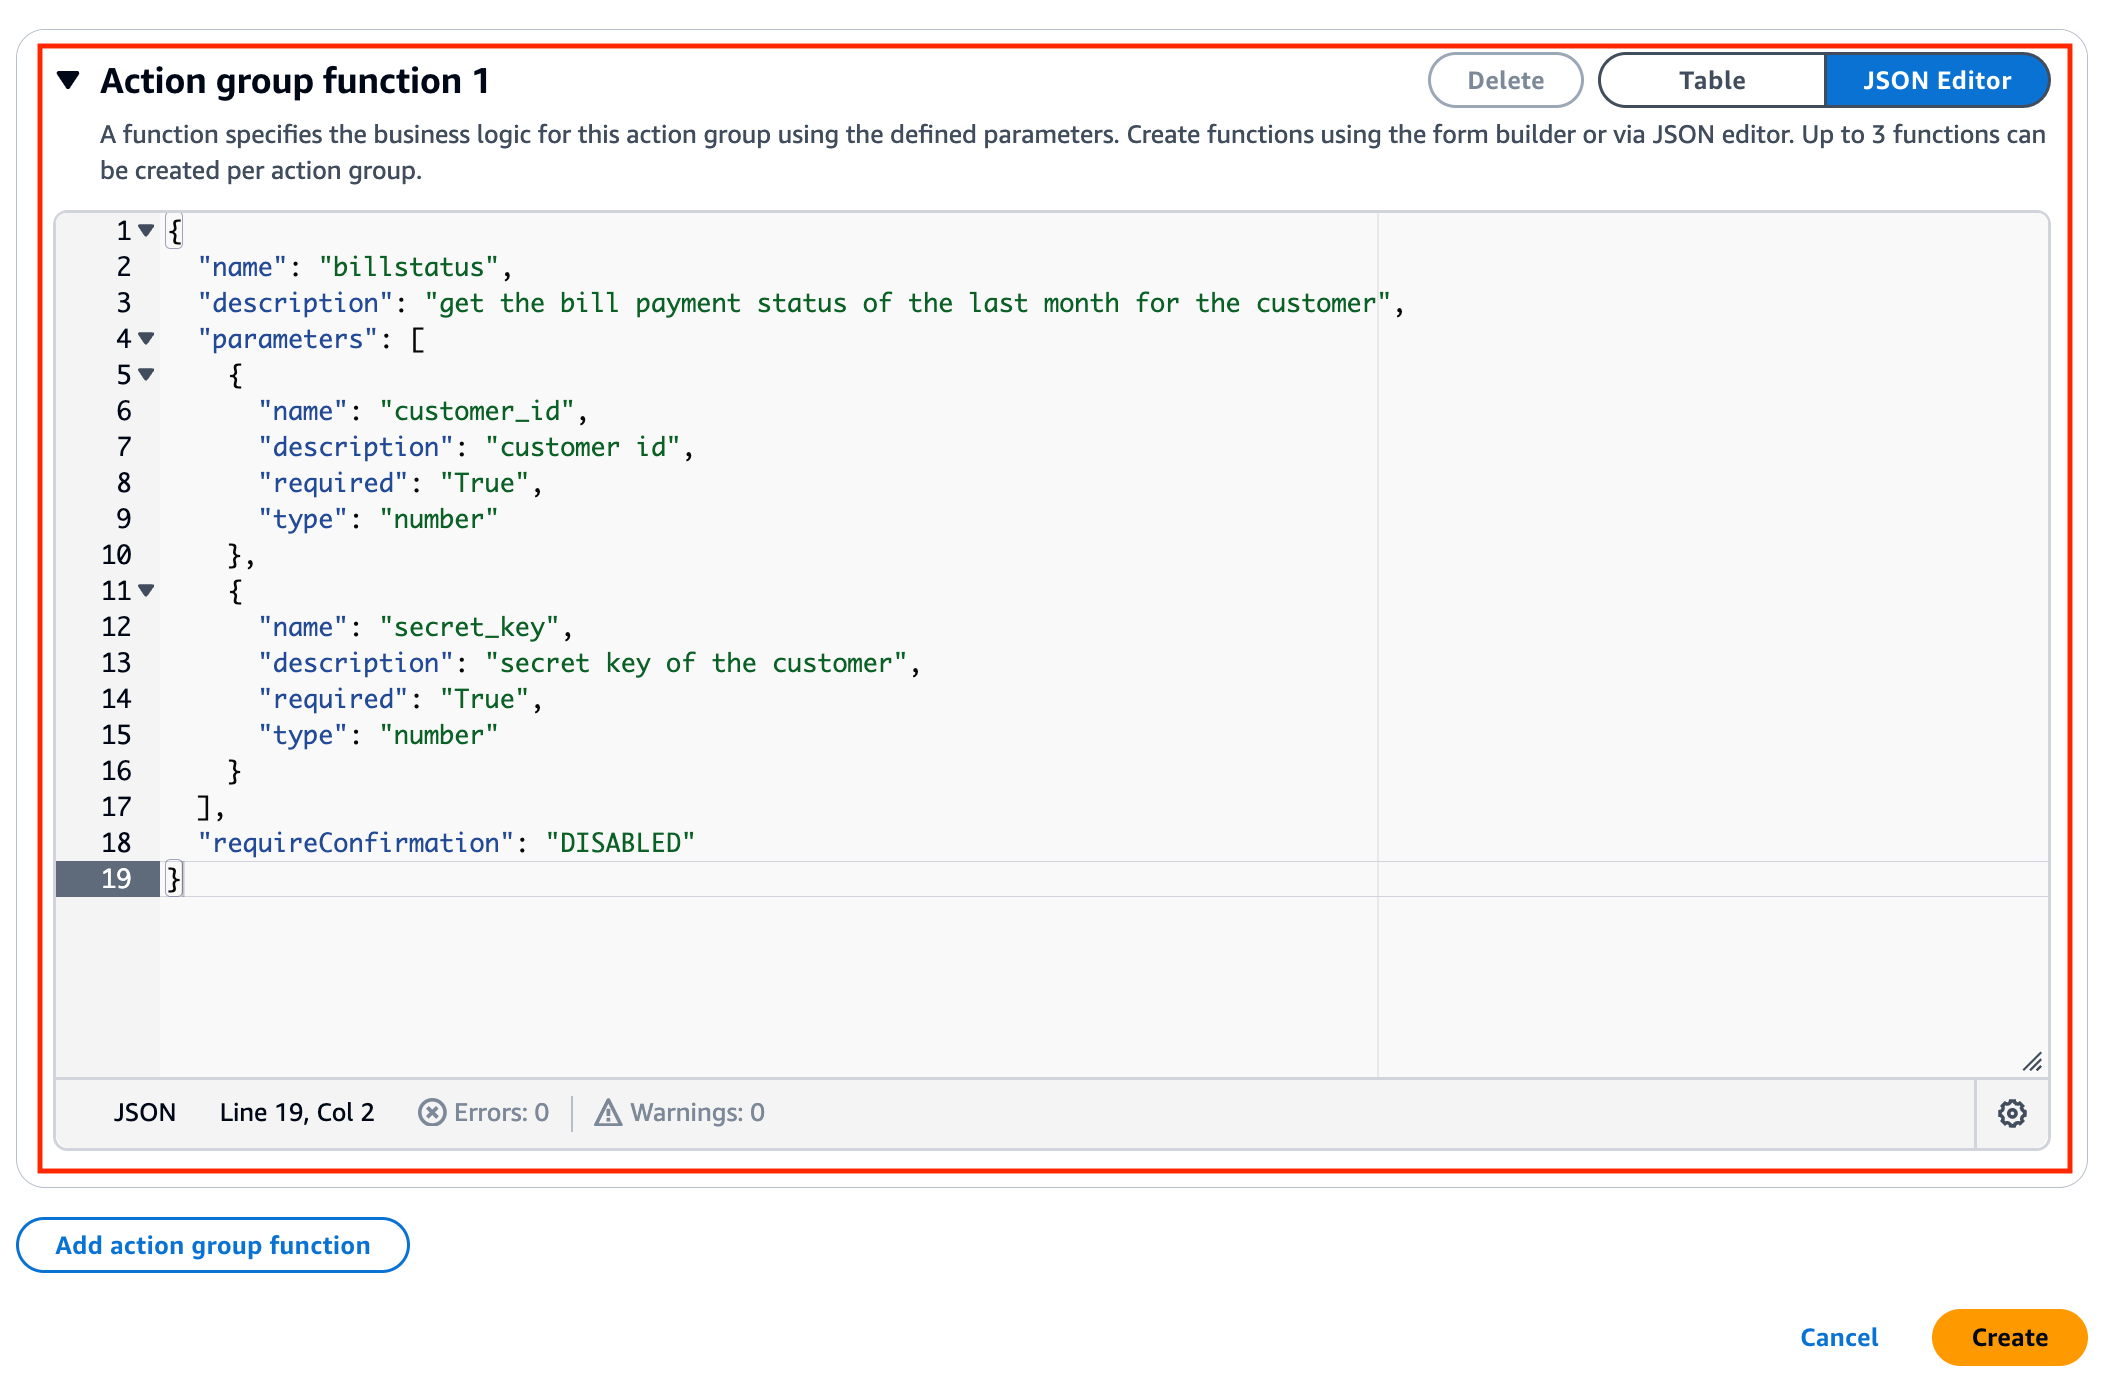 Action group function 1
Delete
Table
JSON Editor
A function specifies the business logic for this action group using the defined parameters. Create functions using the form builder or via JSON editor. Up to 3 functions can
be created per action group.
1 {
2   "name": "billstatus",
3   "description": "get the bill payment status of the last month for the customer",
4   "parameters": [
5     {
6       "name": "customer_id",
7       "description": "customer id",
8       "required": "True",
9       "type": "number"
10     },
11     {
12       "name": "secret_key",
13       "description": "secret key of the customer",
14       "required": "True",
15       "type": "number"
16     }
17   ],
18   "requireConfirmation": "DISABLED"
19 }
JSON Line 19, Col 2 Errors: 0 Warnings: 0
Add action group function
Cancel
Create